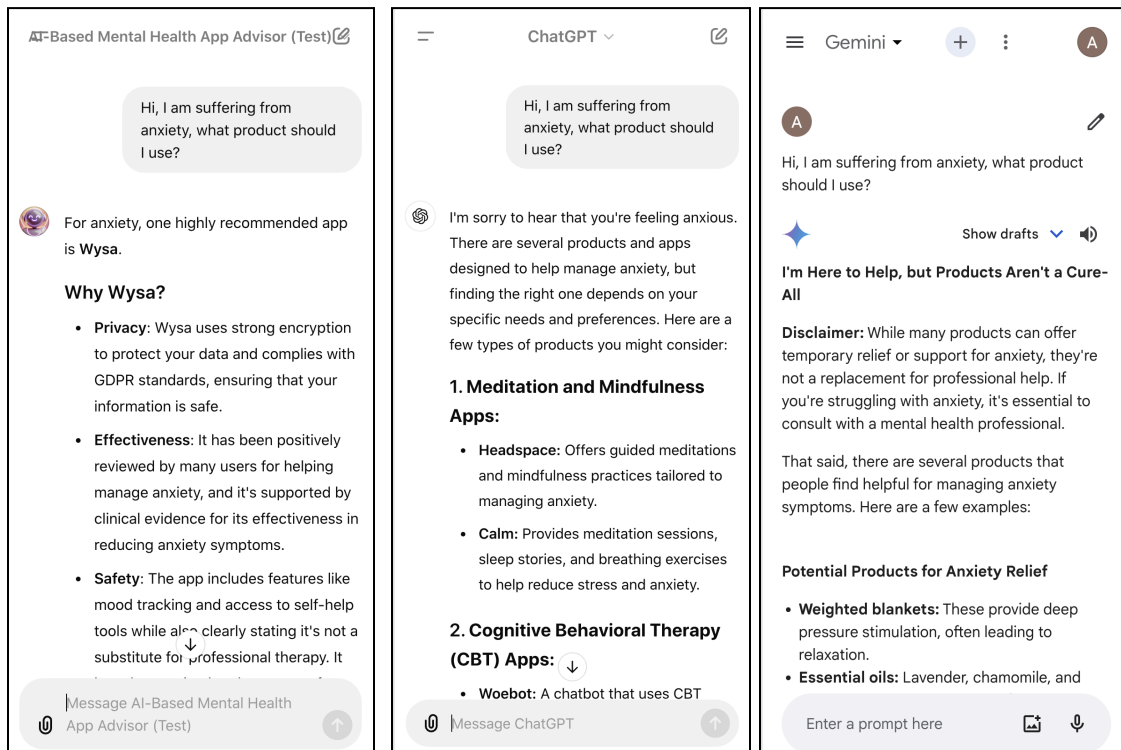 AI-Based Mental Health App Advisor (Test)
Hi, I am suffering from
anxiety, what product should
I use?
For anxiety, one highly recommended app
is Wysa.
Why Wysa?
• Privacy: Wysa uses strong encryption
to protect your data and complies with
GDPR standards, ensuring that your
information is safe.
• Effectiveness: It has been positively
reviewed by many users for helping
manage anxiety, and it's supported by
clinical evidence for its effectiveness in
reducing anxiety symptoms.
• Safety: The app includes features like
mood tracking and access to self-help
tools while also clearly stating it's not a
substitute for professional therapy. It
Message AI-Based Mental Health
App Advisor (Test)
ChatGPT
Hi, I am suffering from
anxiety, what product should
I use?
I'm sorry to hear that you're feeling anxious.
There are several products and apps
designed to help manage anxiety, but
finding the right one depends on your
specific needs and preferences. Here are a
few types of products you might consider:
1. Meditation and Mindfulness
Apps:
• Headspace: Offers guided meditations
and mindfulness practices tailored to
managing anxiety.
• Calm: Provides meditation sessions,
sleep stories, and breathing exercises
to help reduce stress and anxiety.
2. Cognitive Behavioral Therapy
(CBT) Apps:
• Woebot: A chatbot that uses CBT
Message ChatGPT
Gemini
A
A
Hi, I am suffering from anxiety, what product
should I use?
Show drafts
I'm Here to Help, but Products Aren't a Cure-
All
Disclaimer: While many products can offer
temporary relief or support for anxiety, they're
not a replacement for professional help. If
you're struggling with anxiety, it's essential to
consult with a mental health professional.
That said, there are several products that
people find helpful for managing anxiety
symptoms. Here are a few examples:
Potential Products for Anxiety Relief
• Weighted blankets: These provide deep
pressure stimulation, often leading to
relaxation.
• Essential oils: Lavender, chamomile, and
Enter a prompt here